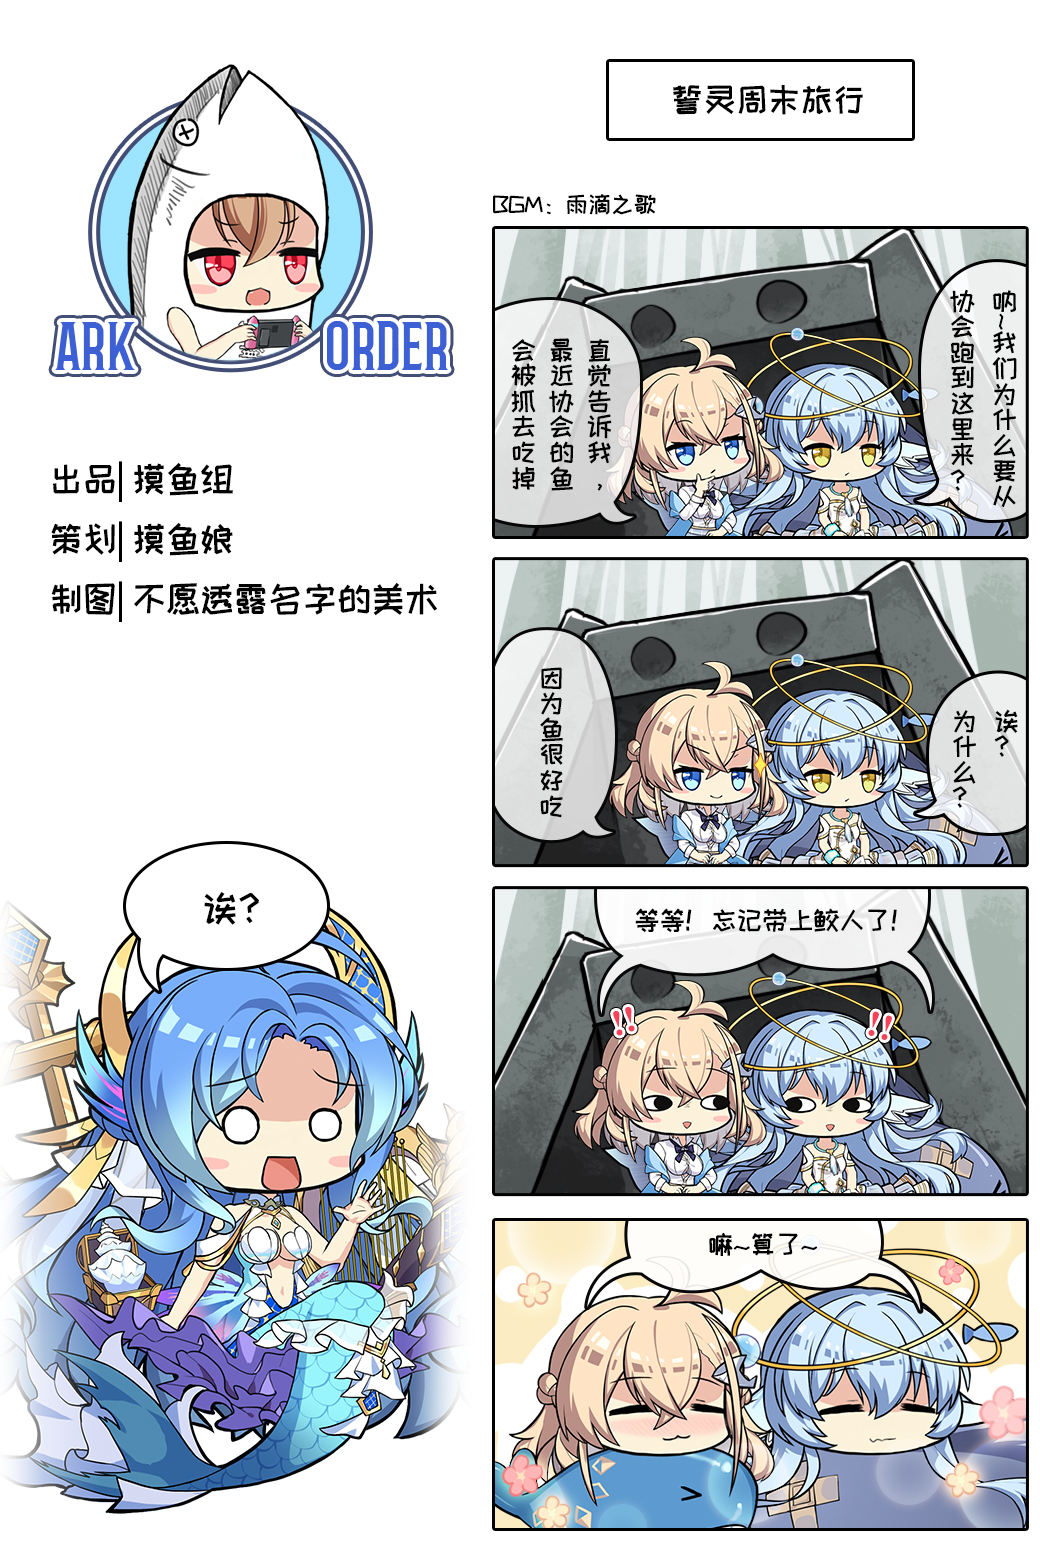 ARK ORDER
出品|摸鱼组
策划|摸鱼娘
制图|不愿透露名字的美术
誓灵周末旅行
BGM：雨滴之歌
呐~我们为什么要从
协会跑到这里来？
直觉告诉我，
最近协会的鱼
会被抓去吃掉
诶？
为什么？
因为鱼很好吃
等等！忘记带上鲛人了！
!!
!!
嘛~算了~
诶？